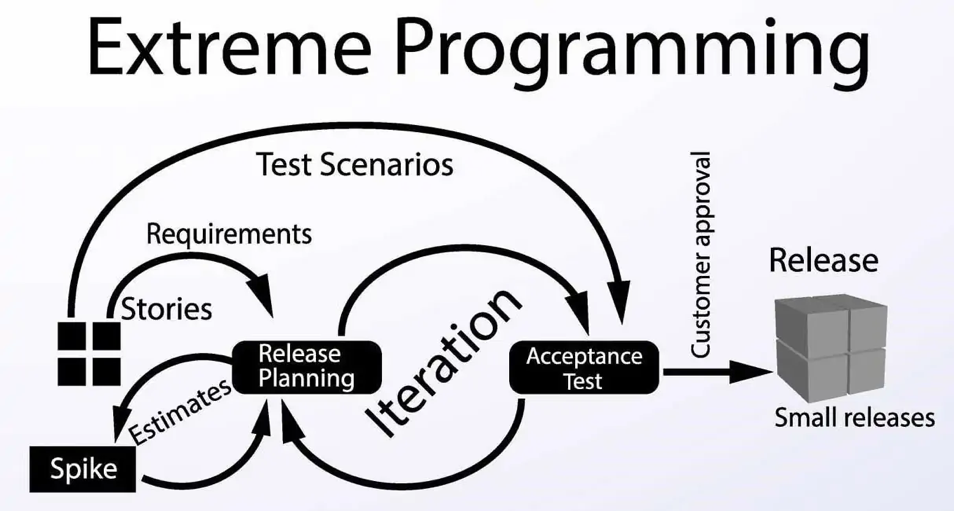 Extreme Programming
Test Scenarios
Requirements
Stories
Release
Planning
Estimates
Spike
Iteration
Acceptance
Test
Customer approval
Release
Small releases